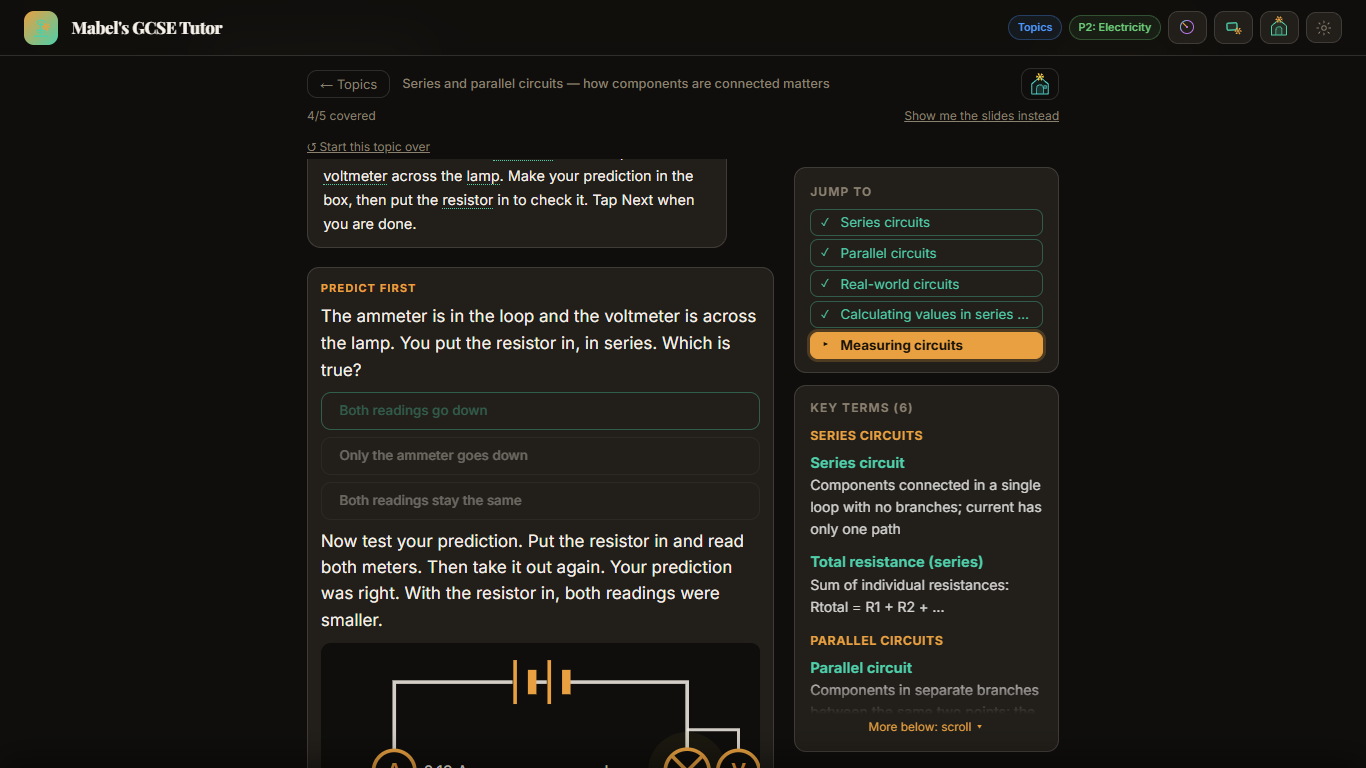 Mabel's GCSE Tutor
Topics
P2: Electricity
← Topics
Series and parallel circuits — how components are connected matters
4/5 covered
Show me the slides instead
↺ Start this topic over
voltmeter across the lamp. Make your prediction in the
box, then put the resistor in to check it. Tap Next when
you are done.
PREDICT FIRST
The ammeter is in the loop and the voltmeter is across
the lamp. You put the resistor in, in series. Which is
true?
Both readings go down
Only the ammeter goes down
Both readings stay the same
Now test your prediction. Put the resistor in and read
both meters. Then take it out again. Your prediction
was right. With the resistor in, both readings were
smaller.
JUMP TO
✓ Series circuits
✓ Parallel circuits
✓ Real-world circuits
✓ Calculating values in series ...
Measuring circuits
KEY TERMS (6)
SERIES CIRCUITS
Series circuit
Components connected in a single
loop with no branches; current has
only one path
Total resistance (series)
Sum of individual resistances:
Rtotal = R1 + R2 + ...
PARALLEL CIRCUITS
Parallel circuit
Components in separate branches
between the same two points; the
More below: scroll